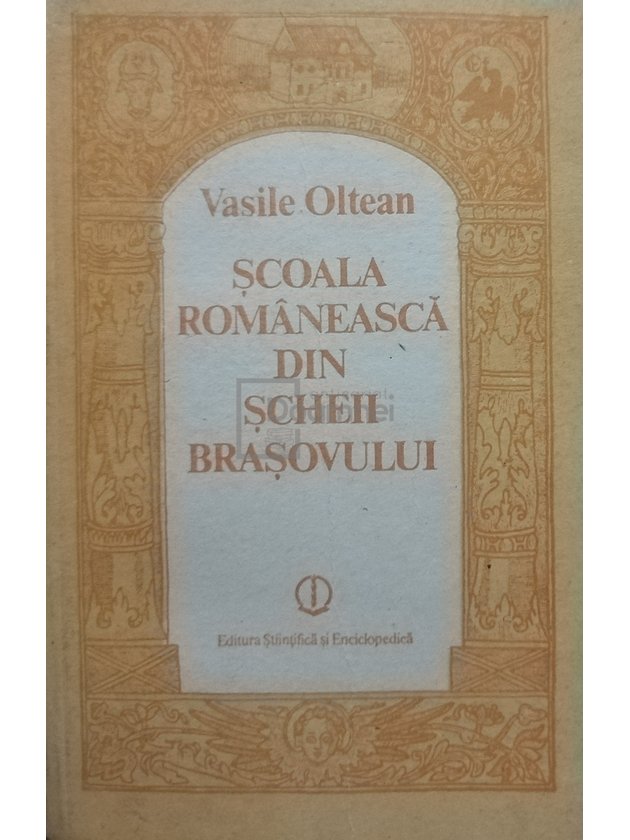 Vasile Oltean
ȘCOALA
ROMÂNEASCĂ
DIN
ȘCHEII
BRAȘOVULUI
Editura Științifică și Enciclopedică